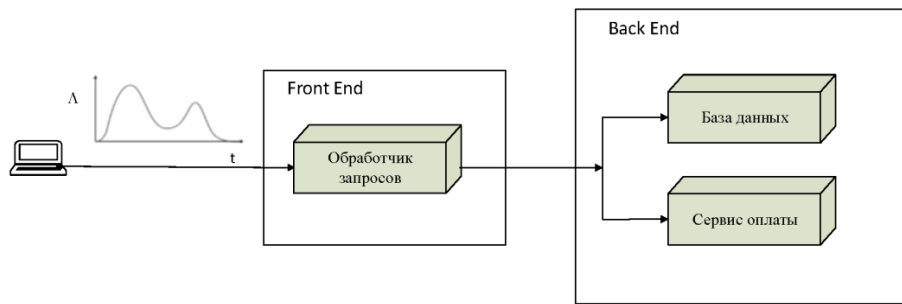 Λ
t
Front End
Обработчик
запросов
Back End
База данных
Сервис оплаты